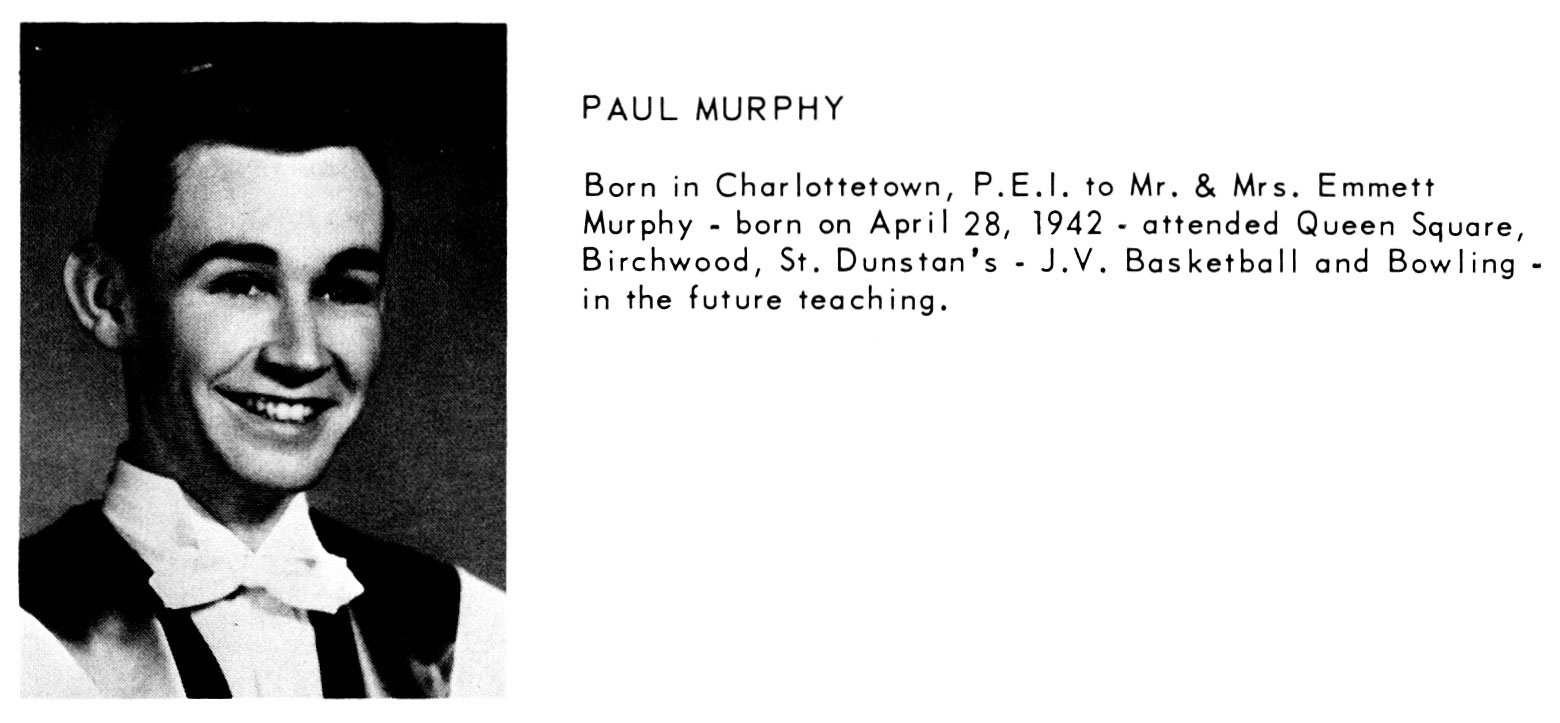 PAUL MURPHY
Born in Charlottetown, P.E.I. to Mr. & Mrs. Emmett
Murphy - born on April 28, 1942 - attended Queen Square,
Birchwood, St. Dunstan's - J.V. Basketball and Bowling -
in the future teaching.